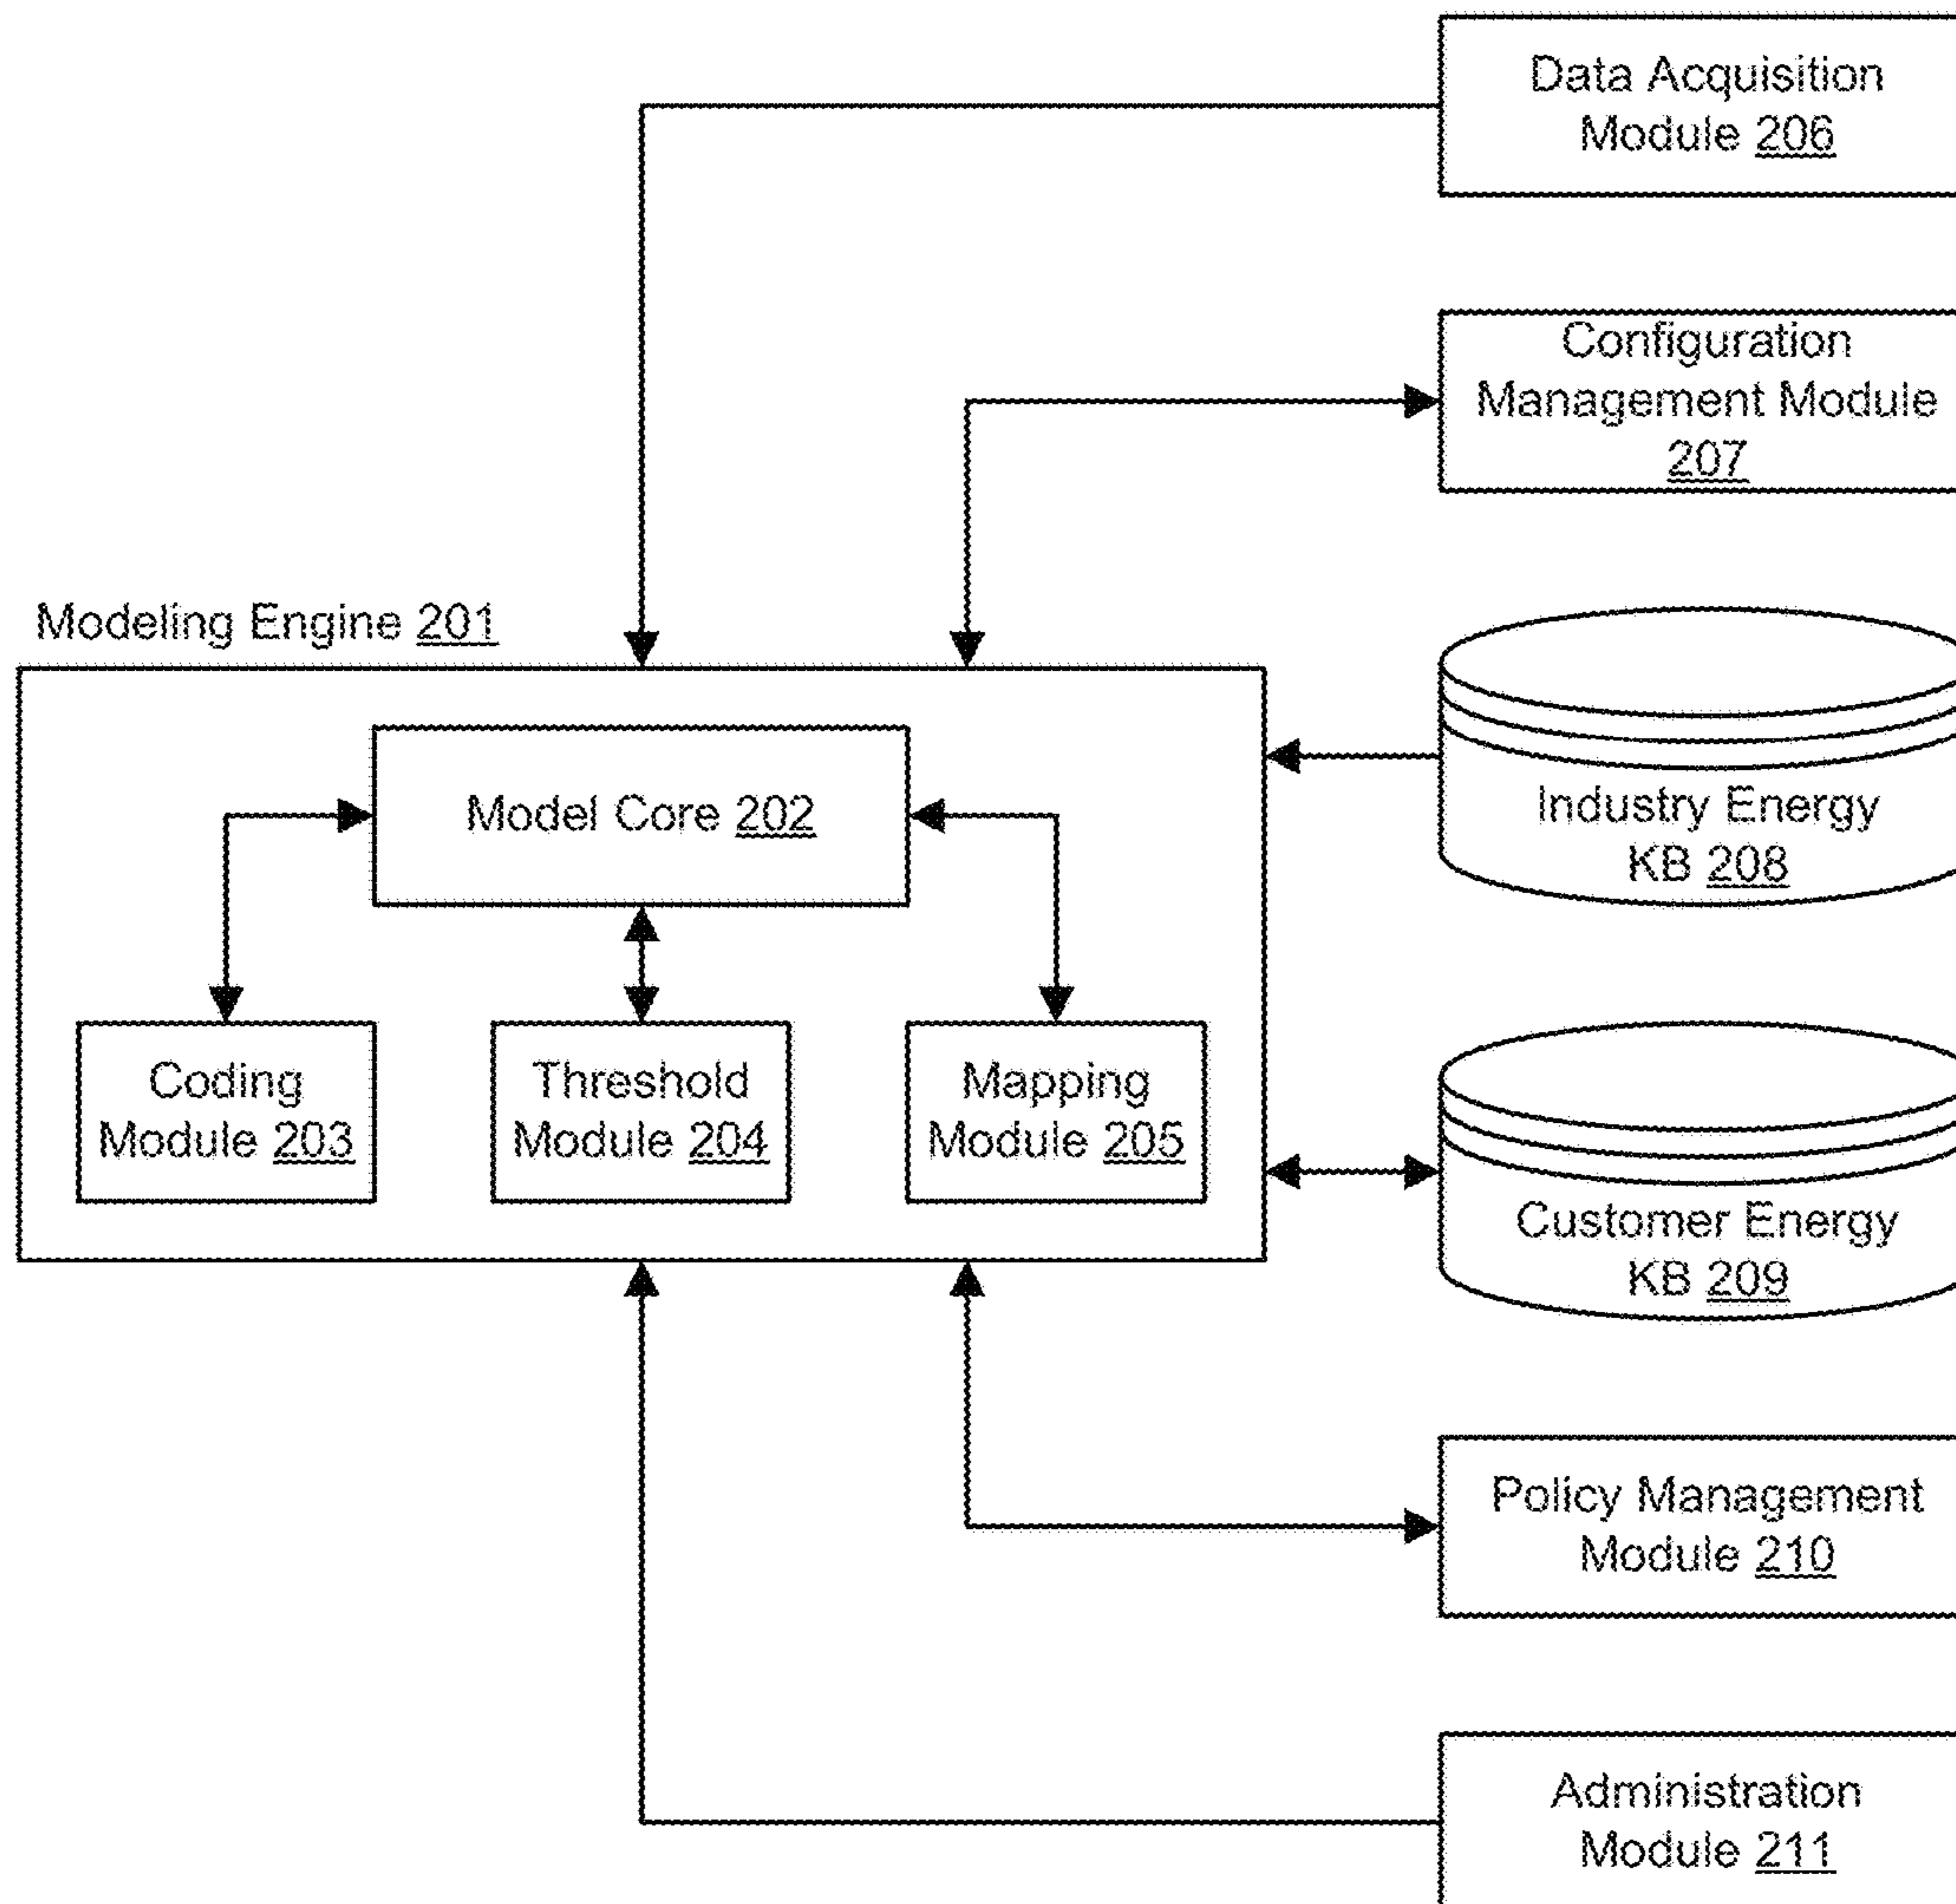 Data Acquisition
Module 206
Configuration
Management Module
207
Modeling Engine 201
Model Core 202
Industry Energy
KB 208
Coding
Module 203
Threshold
Module 204
Mapping
Module 205
Customer Energy
KB 209
Policy Management
Module 210
Administration
Module 211